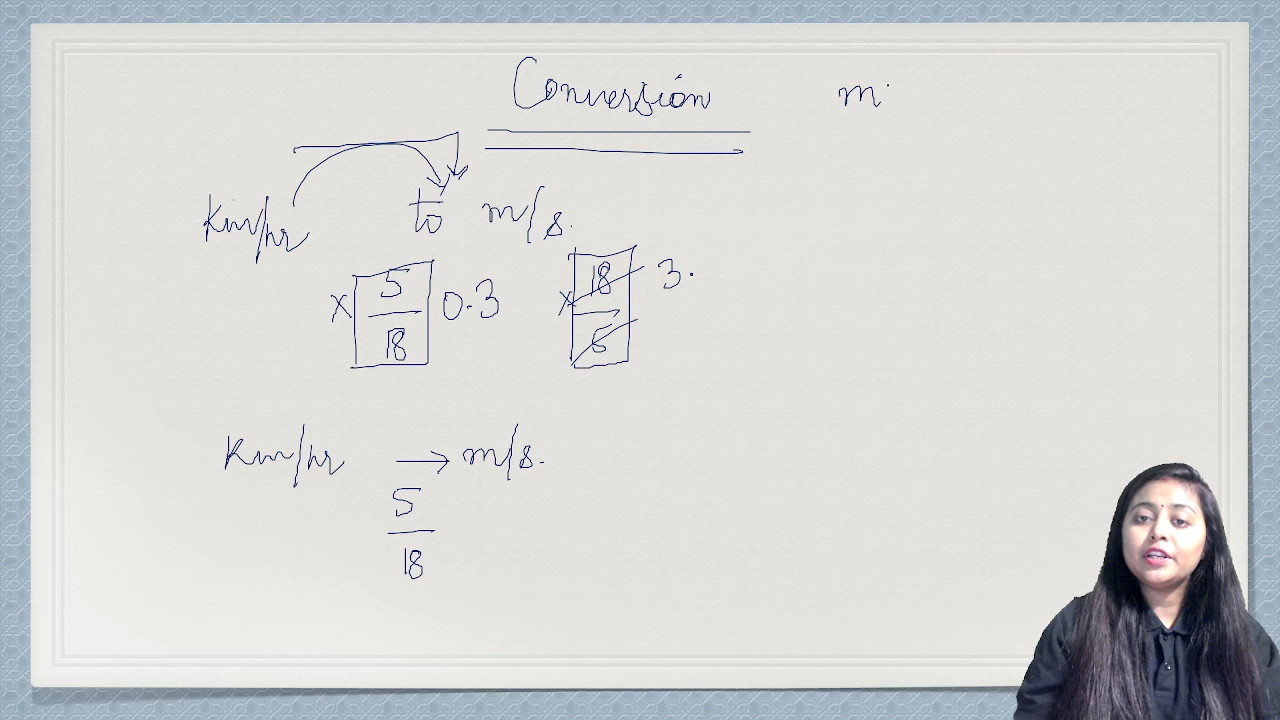 Conversion m
Km/hr to m/s.
× 5/18 0.3 × 18/5 3.
Km/hr → m/s.
5/18